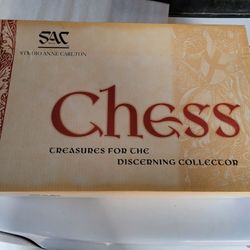 SAC
STUDIO ANNE CARLTON
Chess
TREASURES FOR THE
DISCERNING COLLECTOR